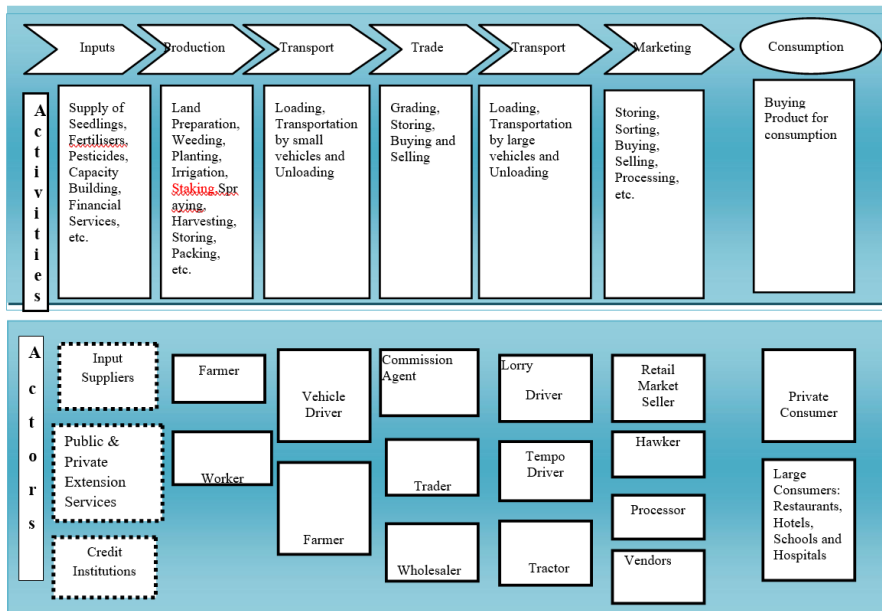 Inputs
Production
Transport
Trade
Transport
Marketing
Consumption
Activities
Supply of
Seedlings,
Fertilisers,
Pesticides,
Capacity
Building,
Financial
Services,
etc.
Land
Preparation,
Weeding,
Planting,
Irrigation,
Staking,Spr
aying,
Harvesting,
Storing,
Packing,
etc.
Loading,
Transportation
by small
vehicles and
Unloading
Grading,
Storing,
Buying and
Selling
Loading,
Transportation
by large
vehicles and
Unloading
Storing,
Sorting,
Buying,
Selling,
Processing,
etc.
Buying
Product for
consumption
Actors
Input
Suppliers
Public &
Private
Extension
Services
Credit
Institutions
Farmer
Worker
Vehicle
Driver
Farmer
Commission
Agent
Trader
Wholesaler
Lorry
Driver
Tempo
Driver
Tractor
Retail
Market
Seller
Hawker
Processor
Vendors
Private
Consumer
Large
Consumers:
Restaurants,
Hotels,
Schools and
Hospitals